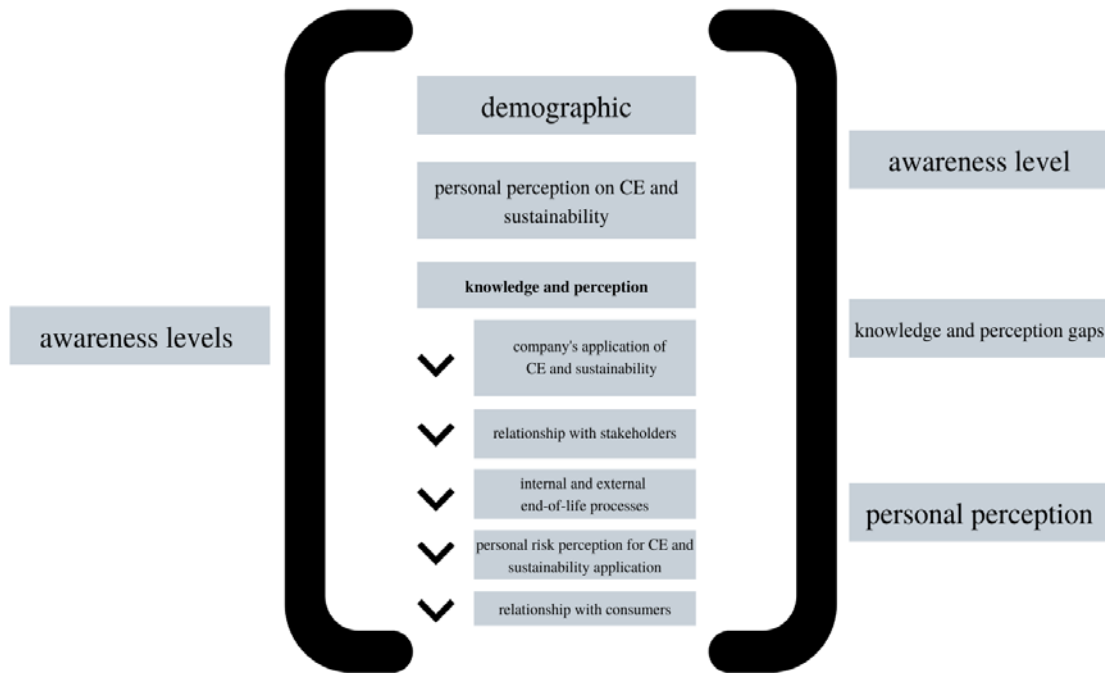 awareness levels
demographic
personal perception on CE and
sustainability
knowledge and perception
company's application of
CE and sustainability
relationship with stakeholders
internal and external
end-of-life processes
personal risk perception for CE and
sustainability application
relationship with consumers
awareness level
knowledge and perception gaps
personal perception